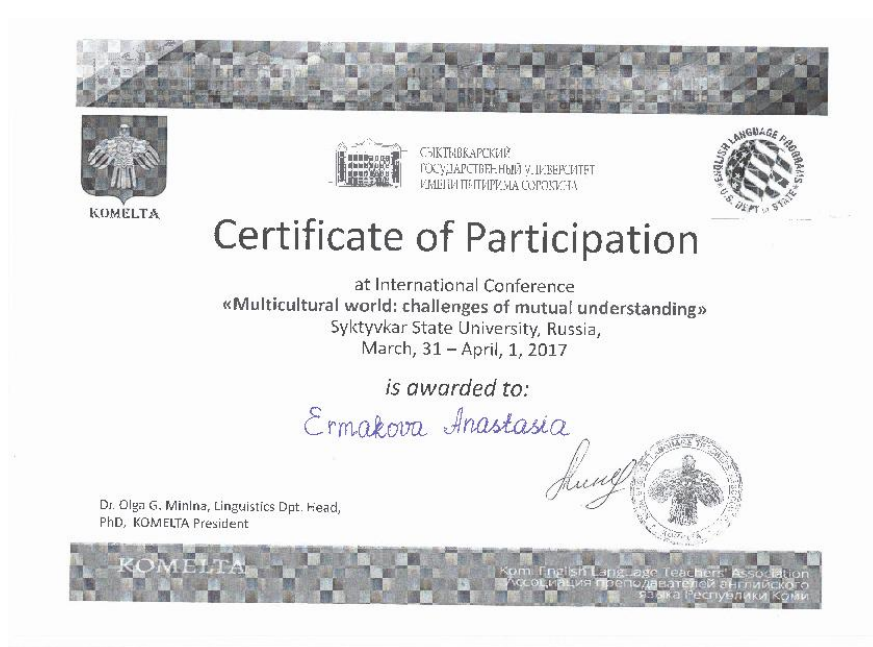 KOMELTA
СЫКТЫВКАРСКИЙ
ГОСУДАРСТВЕННЫЙ УНИВЕРСИТЕТ
ИМЕНИ ПИТИРИМА СОРОКИНА
ENGLISH LANGUAGE PROGRAMS
U.S. DEPT of STATE
Certificate of Participation
at International Conference
«Multicultural world: challenges of mutual understanding»
Syktyvkar State University, Russia,
March, 31 – April, 1, 2017
is awarded to:
Ermakova Anastasia
Dr. Olga G. Minina, Linguistics Dpt. Head,
PhD, KOMELTA President
KOMELTA
KOMELTA
Komi English Language Teachers' Association
Ассоциация преподавателей английского
языка Республики Коми